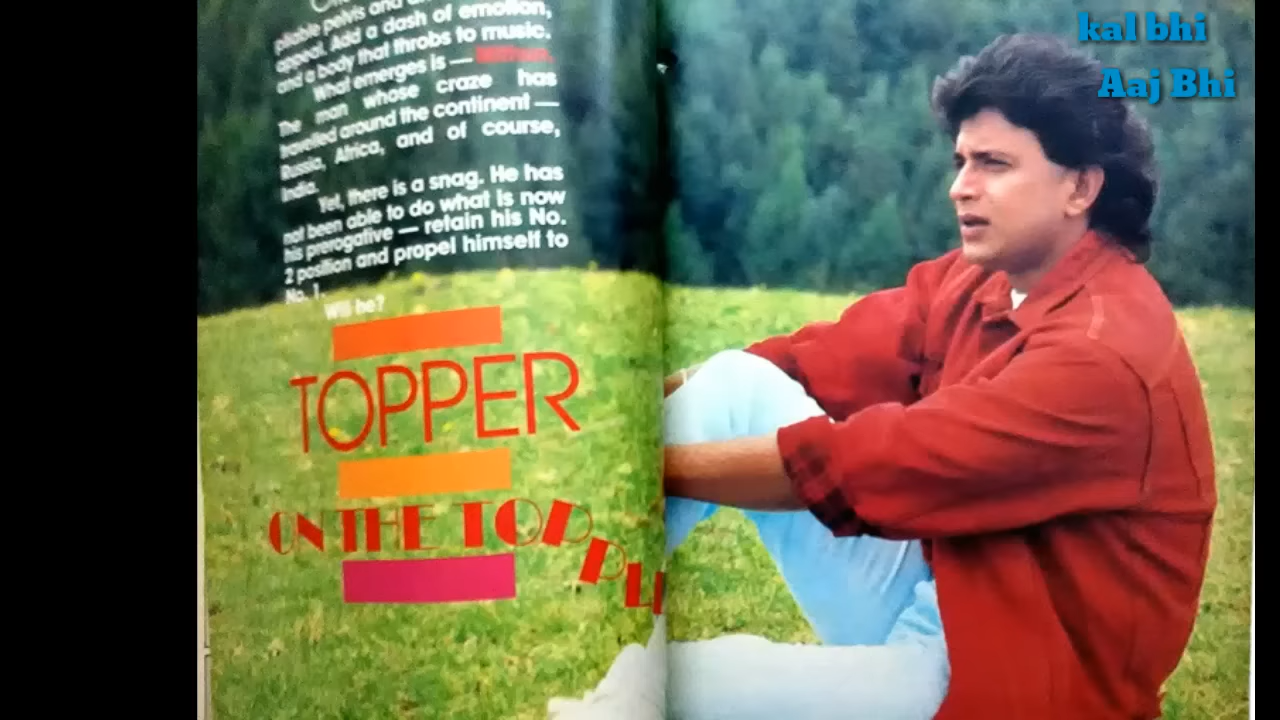 pliable pelvis and
appeal. Add a dash of emotion,
and a body that throbs to music.
What emerges is —
The man whose craze has
travelled around the continent —
Russia, Africa, and of course,
India.
Yet, there is a snag. He has
not been able to do what is now
his prerogative — retain his No.
2 position and propel himself to
No. 1.
Will he?
TOPPER
ON THE TOPPLI
kal bhi
Aaj Bhi